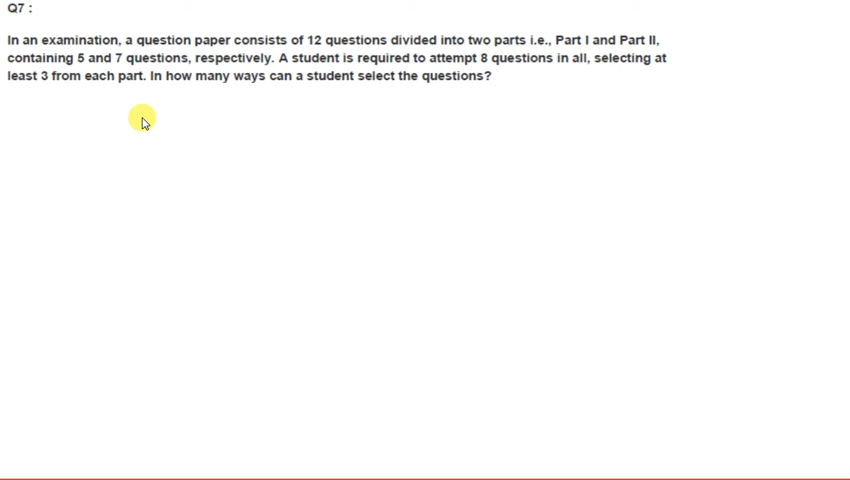 Q7 :
In an examination, a question paper consists of 12 questions divided into two parts i.e., Part I and Part II,
containing 5 and 7 questions, respectively. A student is required to attempt 8 questions in all, selecting at
least 3 from each part. In how many ways can a student select the questions?